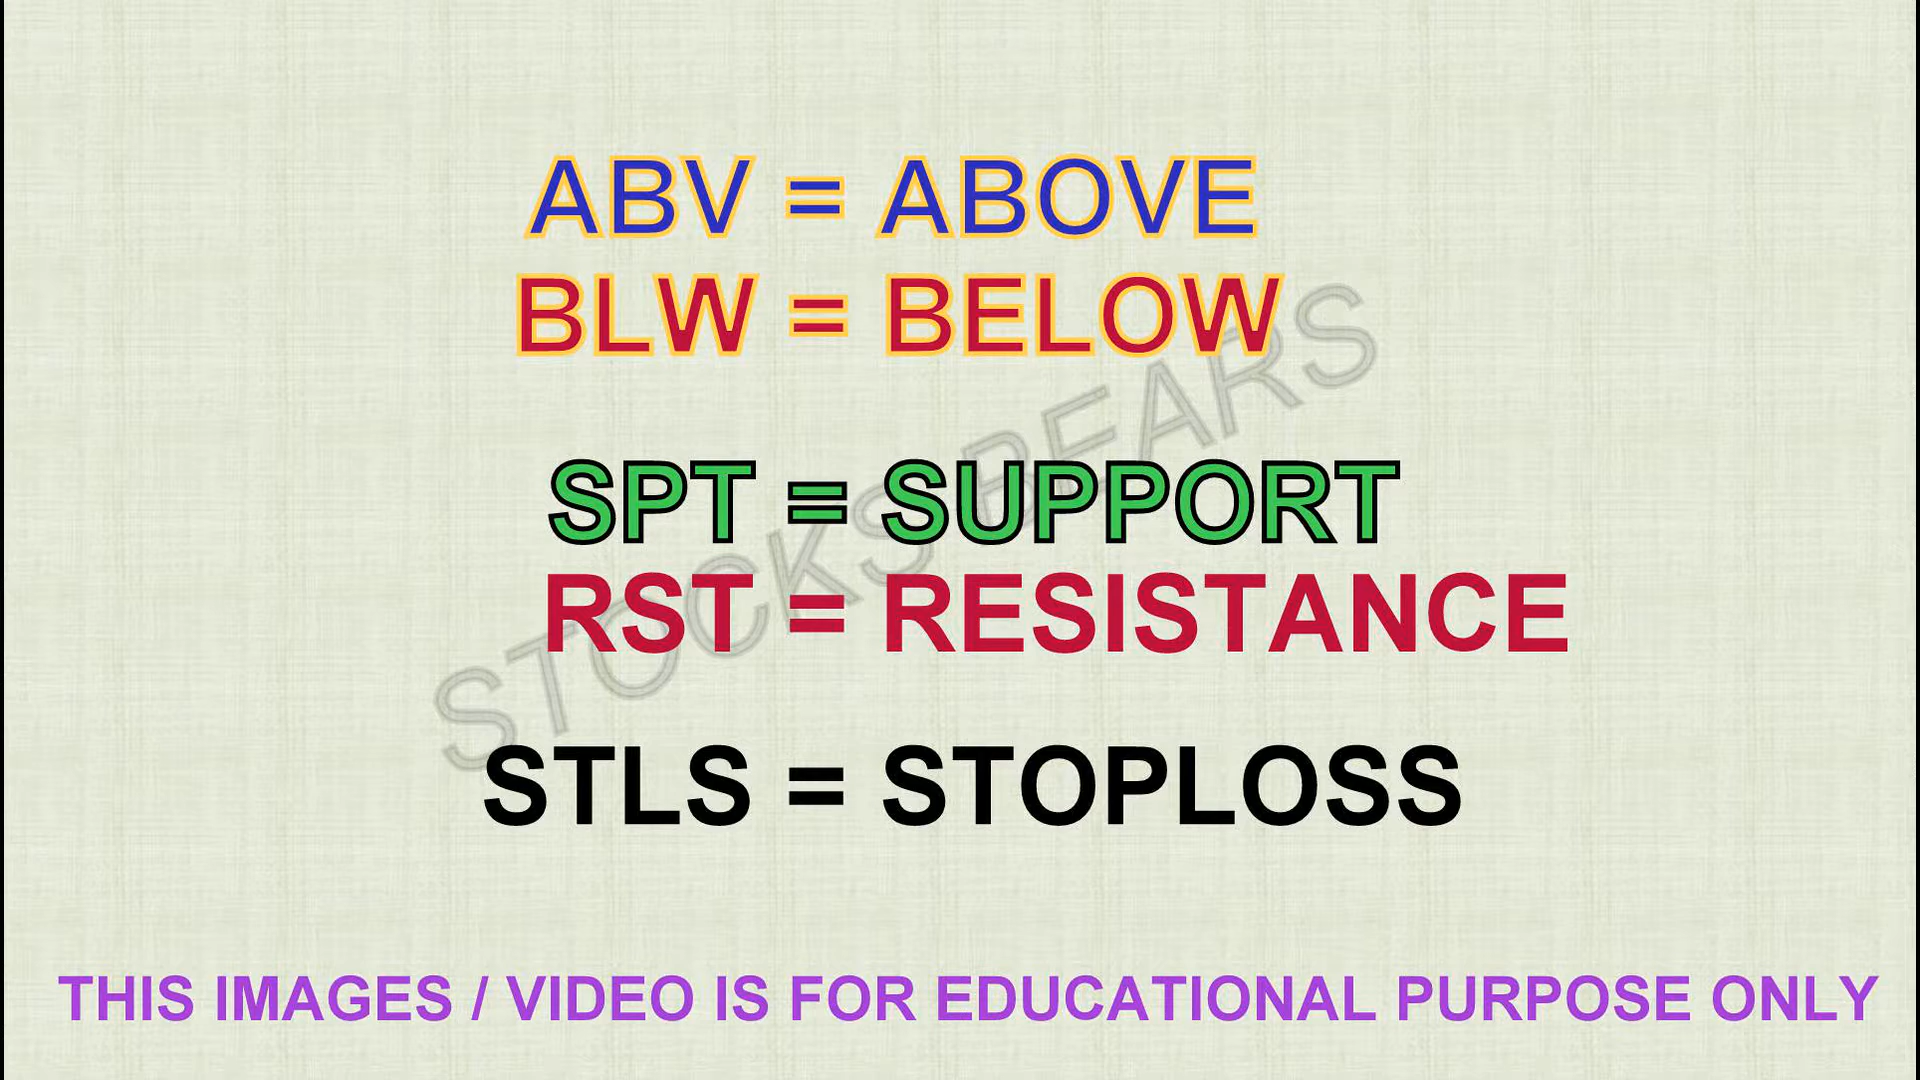 ABV = ABOVE
BLW = BELOW
SPT = SUPPORT
RST = RESISTANCE
STLS = STOPLOSS
STOCKS BEARS
THIS IMAGES / VIDEO IS FOR EDUCATIONAL PURPOSE ONLY